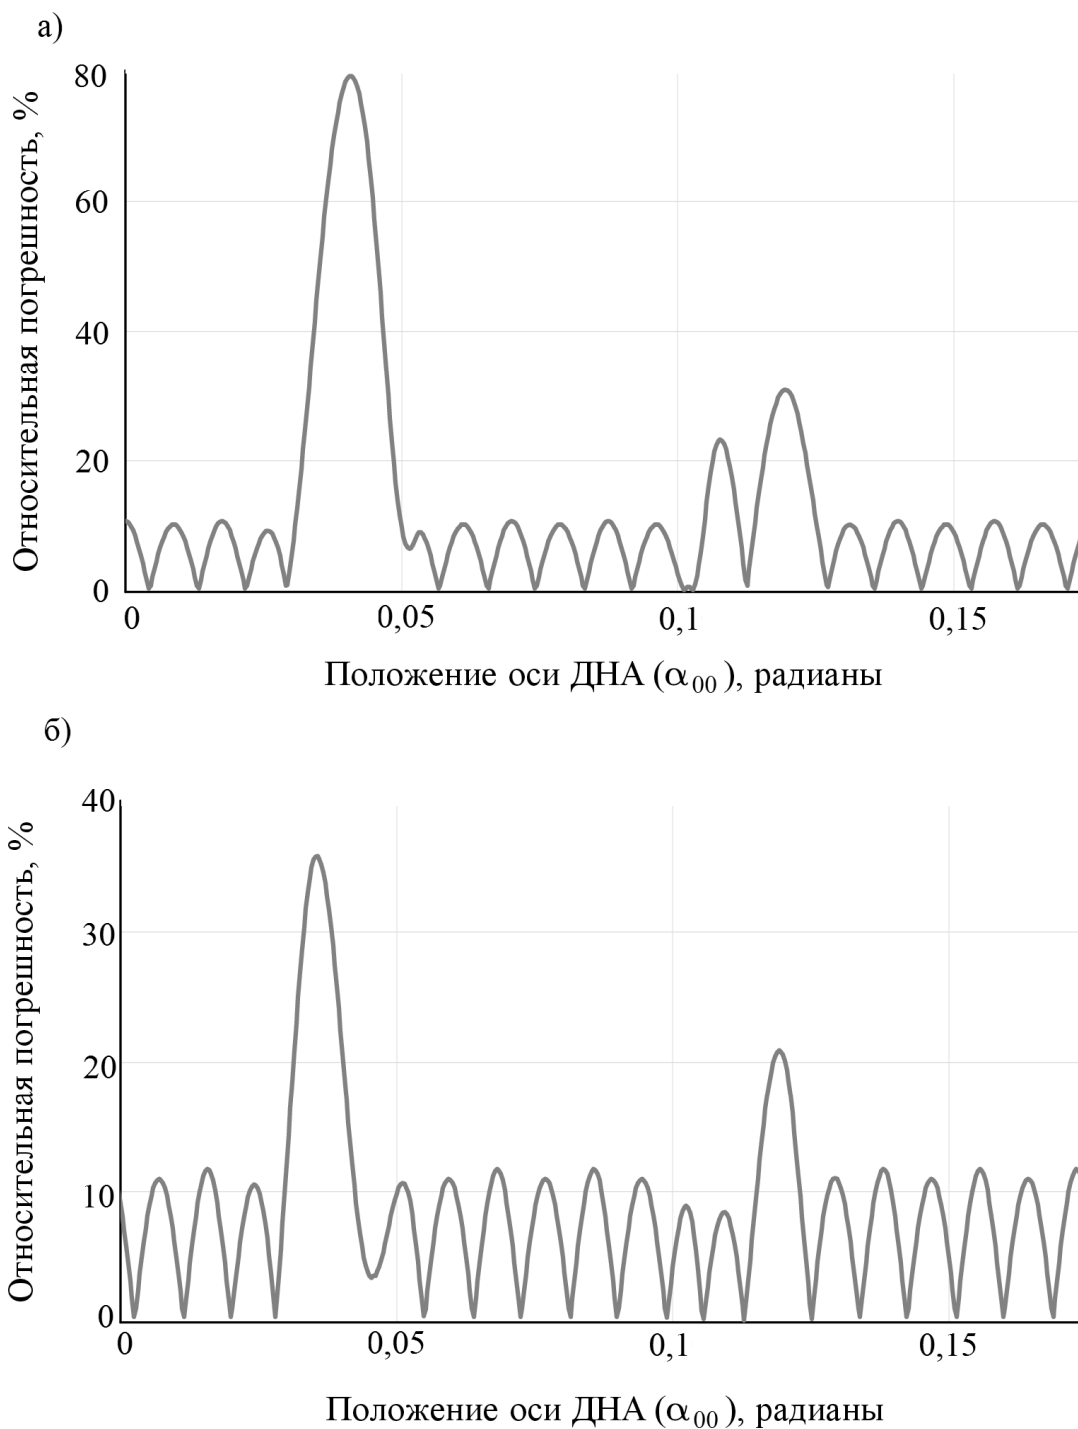 а)
Относительная погрешность, %
80
60
40
20
0
0 0,05 0,1 0,15
Положение оси ДНА (α00), радианы
б)
Относительная погрешность, %
40
30
20
10
0
0 0,05 0,1 0,15
Положение оси ДНА (α00), радианы